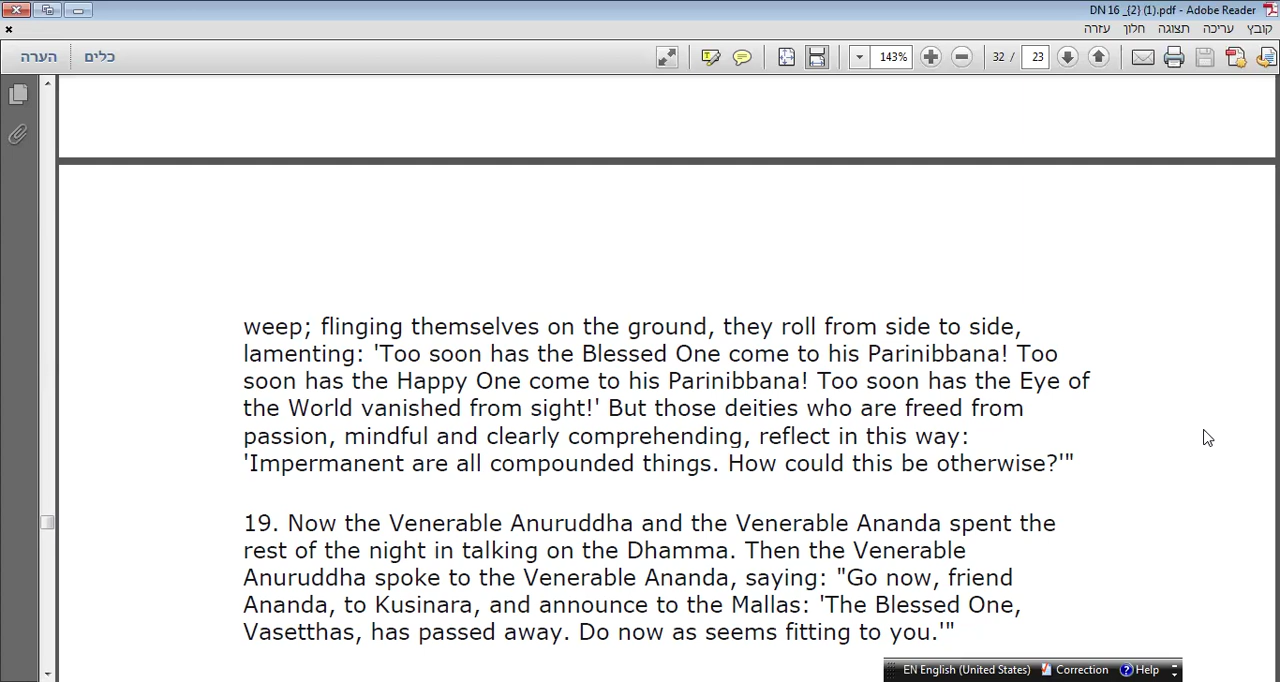 DN 16 _{2} (1).pdf - Adobe Reader
קובץ עריכה תצוגה חלון עזרה
הערה כלים 143% 32 / 23
weep; flinging themselves on the ground, they roll from side to side,
lamenting: 'Too soon has the Blessed One come to his Parinibbana! Too
soon has the Happy One come to his Parinibbana! Too soon has the Eye of
the World vanished from sight!' But those deities who are freed from
passion, mindful and clearly comprehending, reflect in this way:
'Impermanent are all compounded things. How could this be otherwise?'"
19. Now the Venerable Anuruddha and the Venerable Ananda spent the
rest of the night in talking on the Dhamma. Then the Venerable
Anuruddha spoke to the Venerable Ananda, saying: "Go now, friend
Ananda, to Kusinara, and announce to the Mallas: 'The Blessed One,
Vasetthas, has passed away. Do now as seems fitting to you.'"
EN English (United States) Correction Help